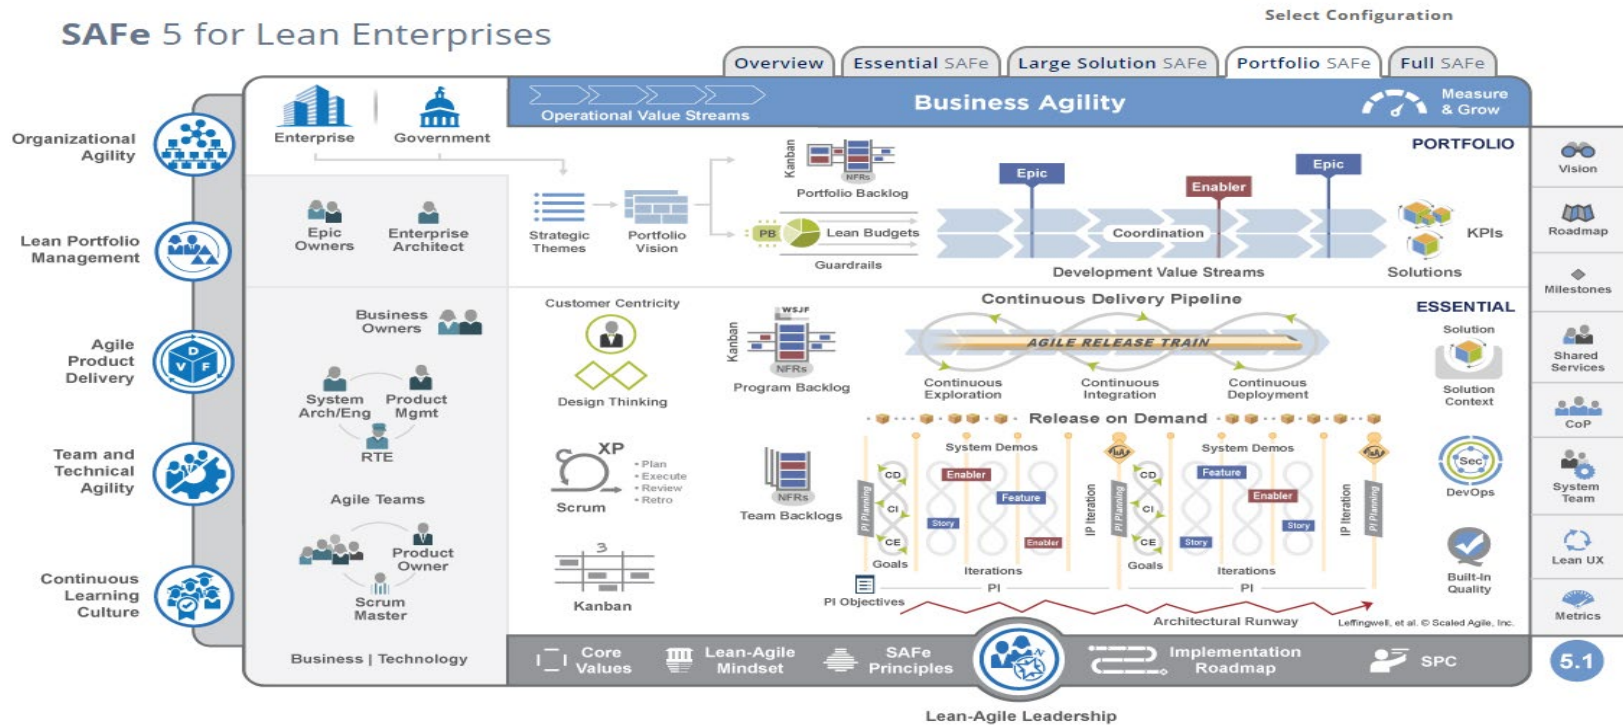 Select Configuration
SAFe 5 for Lean Enterprises
Overview
Essential SAFe
Large Solution SAFe
Portfolio SAFe
Full SAFe
Organizational
Agility
Lean Portfolio
Management
Agile
Product
Delivery
D
V F
Team and
Technical
Agility
Continuous
Learning
Culture
Enterprise
Government
Operational Value Streams
Business Agility
Measure
& Grow
PORTFOLIO
Epic
Owners
Enterprise
Architect
Strategic
Themes
Portfolio
Vision
Kanban
NFRs
Portfolio Backlog
PB
Lean Budgets
Guardrails
Epic
Enabler
Epic
Coordination
Development Value Streams
KPIs
Solutions
ESSENTIAL
Business
Owners
System
Arch/Eng
Product
Mgmt
RTE
Agile Teams
Product
Owner
Scrum
Master
Business | Technology
Customer Centricity
Design Thinking
XP
• Plan
• Execute
• Review
• Retro
Scrum
3
Kanban
Kanban
WSJF
NFRs
Program Backlog
NFRs
Team Backlogs
Continuous Delivery Pipeline
AGILE RELEASE TRAIN
Continuous
Exploration
Continuous
Integration
Continuous
Deployment
Release on Demand
System Demos
System Demos
PI Planning
CD
CI
CE
Goals
Enabler
Feature
Story
Enabler
Iterations
IP Iteration
I&A
PI Planning
CD
CI
CE
Goals
Feature
Enabler
Story
Story
Iterations
IP Iteration
I&A
PI Planning
PI
PI
PI Objectives
Architectural Runway
Leffingwell, et al. © Scaled Agile, Inc.
Solution
Solution
Context
Sec
DevOps
Built-In
Quality
Vision
Roadmap
Milestones
Shared
Services
CoP
System
Team
Lean UX
Metrics
5.1
Core
Values
Lean-Agile
Mindset
SAFe
Principles
N
Implementation
Roadmap
SPC
Lean-Agile Leadership